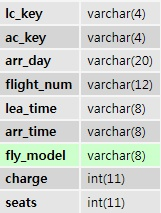 lc_key varchar(4)
ac_key varchar(4)
arr_day varchar(20)
flight_num varchar(12)
lea_time varchar(8)
arr_time varchar(8)
fly_model varchar(8)
charge int(11)
seats int(11)